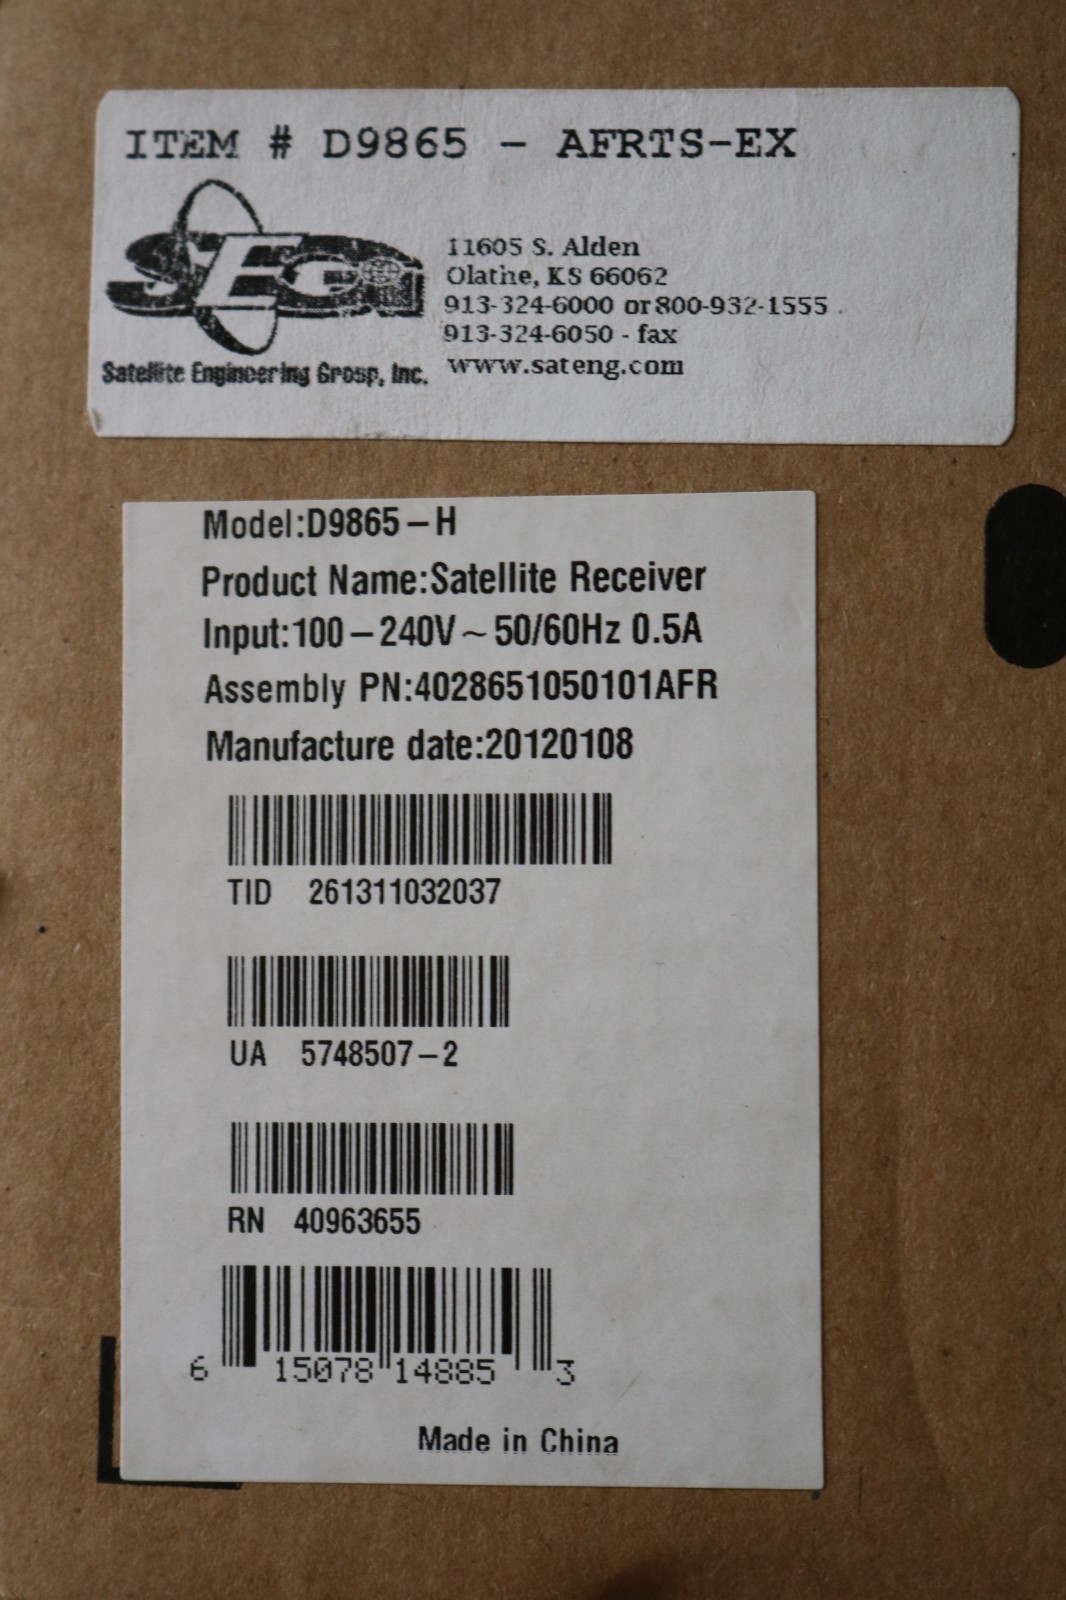 ITEM # D9865 - AFRTS-EX
SEGi
11605 S. Alden
Olathe, KS 66062
913-324-6000 or 800-932-1555
913-324-6050 - fax
www.sateng.com
Satellite Engineering Group, Inc.
Model:D9865-H
Product Name:Satellite Receiver
Input:100-240V~50/60Hz 0.5A
Assembly PN:4028651050101AFR
Manufacture date:20120108
TID 261311032037
UA 5748507-2
RN 40963655
6 15078 14885 3
Made in China